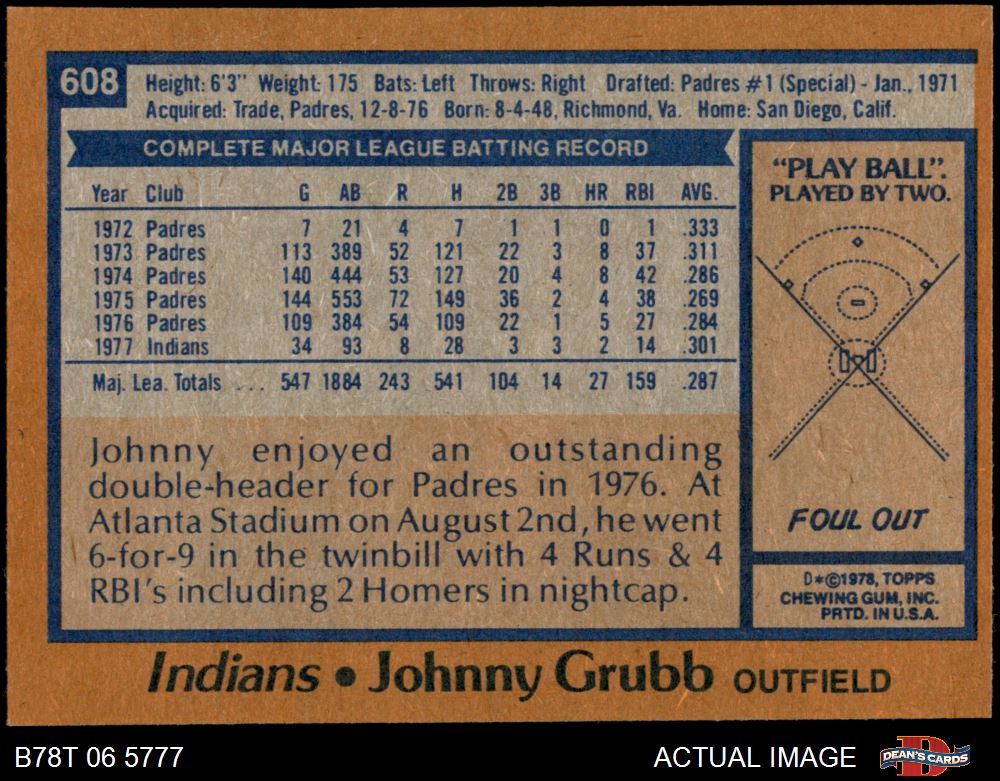 608
Height: 6'3" Weight: 175 Bats: Left Throws: Right Drafted: Padres #1 (Special) - Jan., 1971
Acquired: Trade, Padres, 12-8-76 Born: 8-4-48, Richmond, Va. Home: San Diego, Calif.
COMPLETE MAJOR LEAGUE BATTING RECORD
Year Club G AB R H 2B 3B HR RBI AVG.
1972 Padres 7 21 4 7 1 1 0 1 .333
1973 Padres 113 389 52 121 22 3 8 37 .311
1974 Padres 140 444 53 127 20 4 8 42 .286
1975 Padres 144 553 72 149 36 2 4 38 .269
1976 Padres 109 384 54 109 22 1 5 27 .284
1977 Indians 34 93 8 28 3 3 2 14 .301
Maj. Lea. Totals ... 547 1884 243 541 104 14 27 159 .287
Johnny enjoyed an outstanding
double-header for Padres in 1976. At
Atlanta Stadium on August 2nd, he went
6-for-9 in the twinbill with 4 Runs & 4
RBI's including 2 Homers in nightcap.
"PLAY BALL".
PLAYED BY TWO.
FOUL OUT
D*©1978, TOPPS
CHEWING GUM, INC.
PRTD. IN U.S.A.
Indians • Johnny Grubb OUTFIELD
B78T 06 5777
ACTUAL IMAGE
DEAN'S CARDS